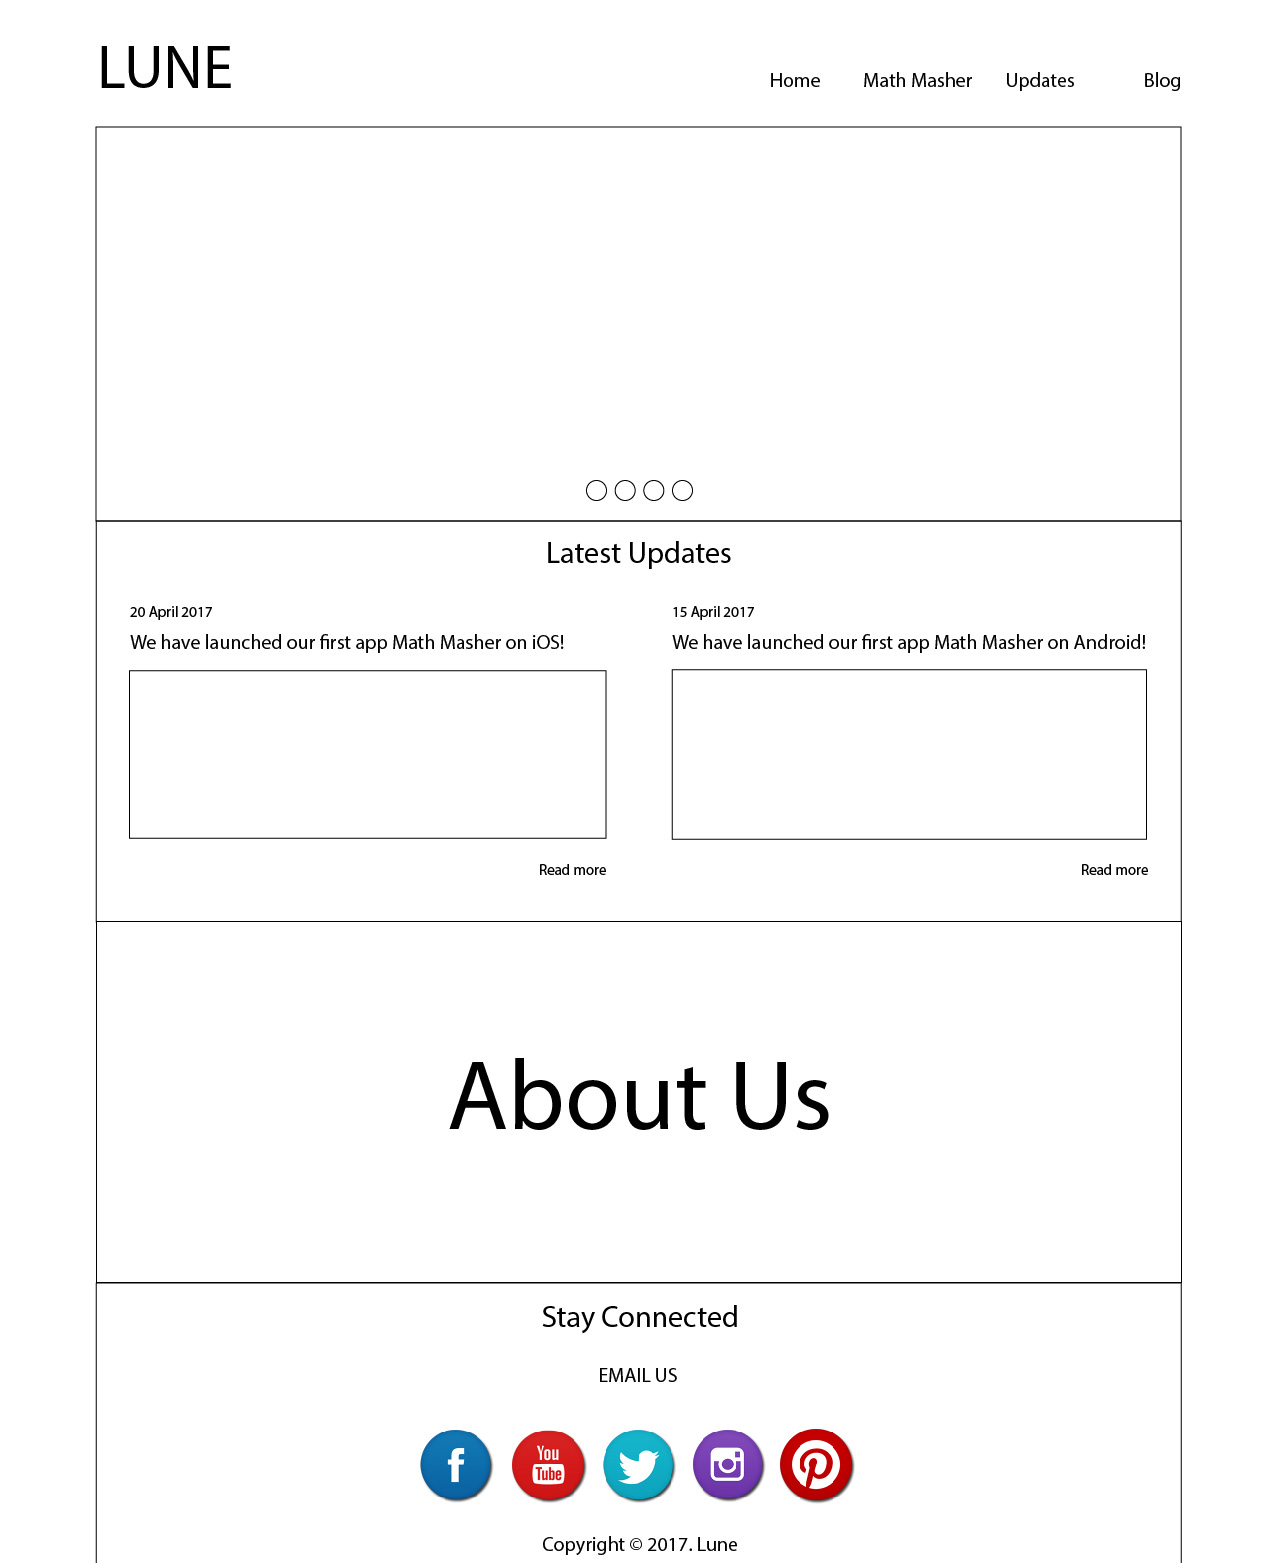 LUNE
Home Math Masher Updates Blog
Latest Updates
20 April 2017
We have launched our first app Math Masher on iOS!
Read more
15 April 2017
We have launched our first app Math Masher on Android!
Read more
About Us
Stay Connected
EMAIL US
f
You
Tube
Copyright © 2017. Lune